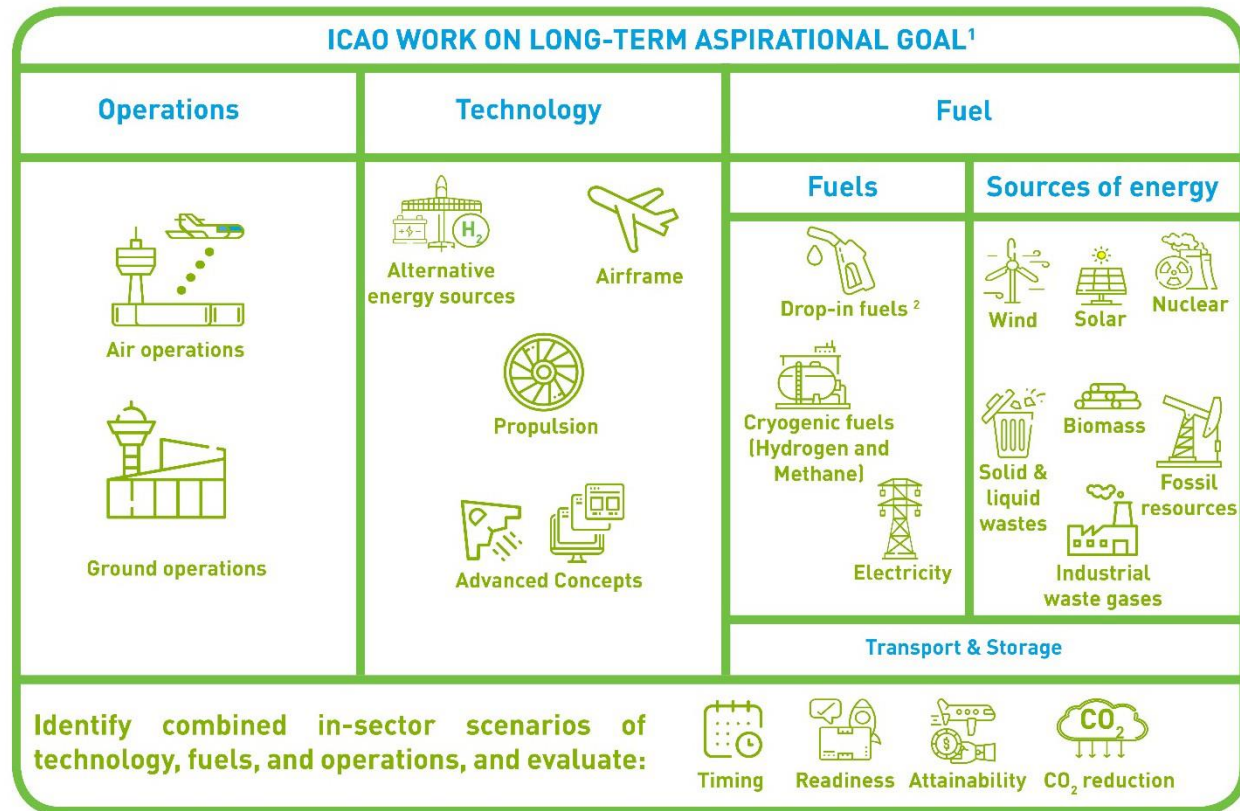 ICAO WORK ON LONG-TERM ASPIRATIONAL GOAL¹
Operations
Technology
Fuel
Air operations
Ground operations
H₂
Alternative
energy sources
Airframe
Propulsion
Advanced Concepts
Fuels
Drop-in fuels ²
Cryogenic fuels
(Hydrogen and
Methane)
Electricity
Sources of energy
Wind
Solar
Nuclear
Solid &
liquid
wastes
Biomass
Fossil
resources
Industrial
waste gases
Transport & Storage
Identify combined in-sector scenarios of
technology, fuels, and operations, and evaluate:
Timing
Readiness
$
Attainability
CO₂
CO₂ reduction